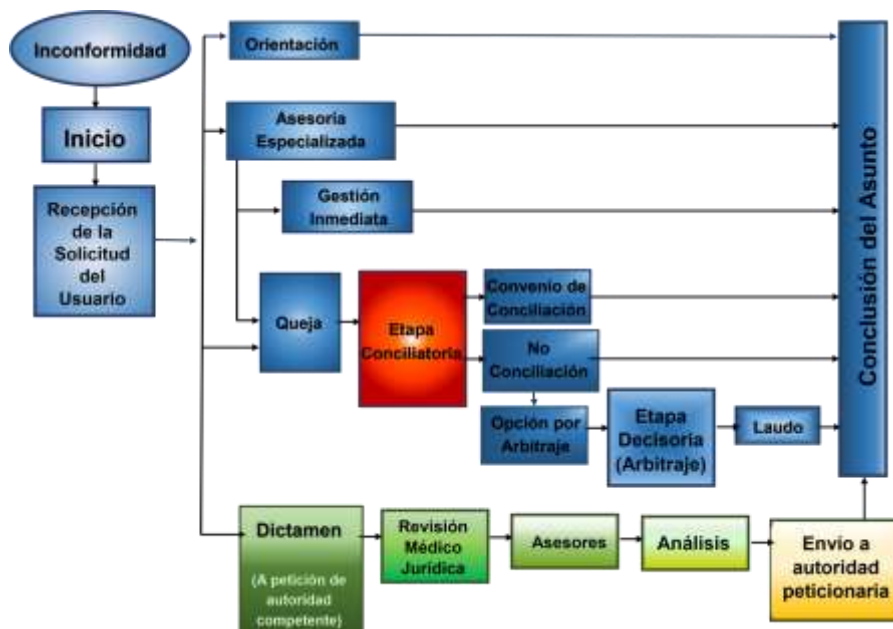 Inconformidad
Inicio
Recepción
de la
Solicitud
del
Usuario
Orientación
Asesoría
Especializada
Gestión
Inmediata
Queja
Etapa
Conciliatoria
Convenio de
Conciliación
No
Conciliación
Opción por
Arbitraje
Etapa
Decisoria
(Arbitraje)
Laudo
Conclusión del Asunto
Dictamen
(A petición de
autoridad
competente)
Revisión
Médico
Jurídica
Asesores
Análisis
Envio a
autoridad
peticionaria